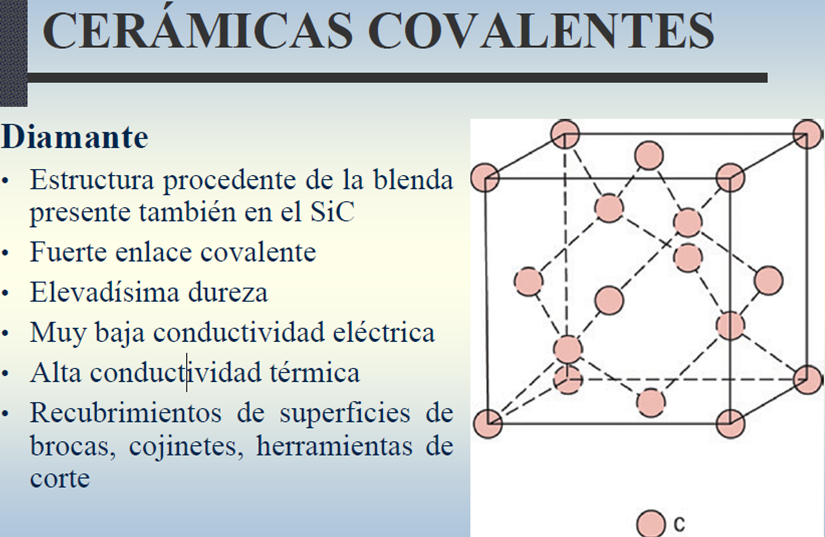 CERÁMICAS COVALENTES
Diamante
• Estructura procedente de la blenda
presente también en el SiC
• Fuerte enlace covalente
• Elevadísima dureza
• Muy baja conductividad eléctrica
• Alta conductividad térmica
• Recubrimientos de superficies de
brocas, cojinetes, herramientas de
corte
C